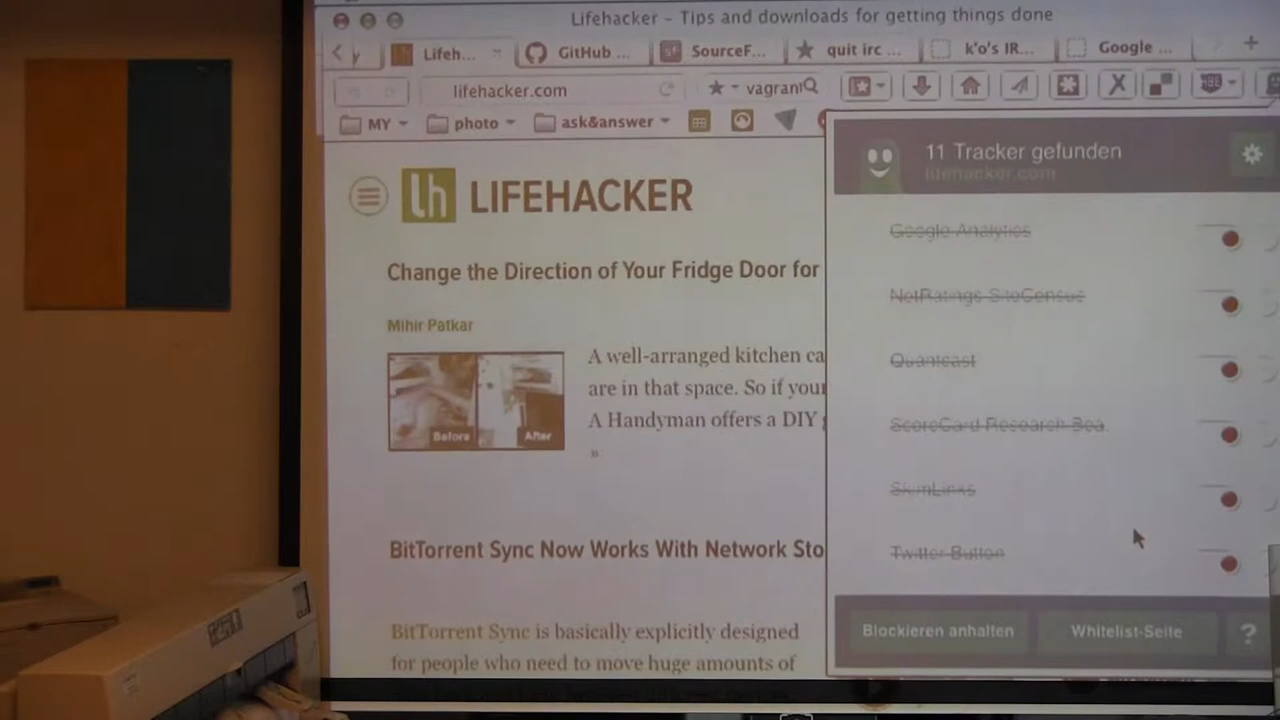 Lifehacker – Tips and downloads for getting things done
Lifeh...
GitHub ...
SourceF...
quit irc ...
k'o's IR...
Google ...
lifehacker.com
vagrant
MY
photo
ask&answer
11 Tracker gefunden
lifehacker.com
lh LIFEHACKER
Google Analytics
NetRatings SiteCensus
Quantcast
ScoreCard Research Bea
SkimLinks
Twitter Button
Change the Direction of Your Fridge Door for
Mihir Patkar
Before
After
A well-arranged kitchen ca
are in that space. So if your
A Handyman offers a DIY
»
BitTorrent Sync Now Works With Network Sto
BitTorrent Sync is basically explicitly designed
for people who need to move huge amounts of
Blockieren anhalten
Whitelist-Seite
?